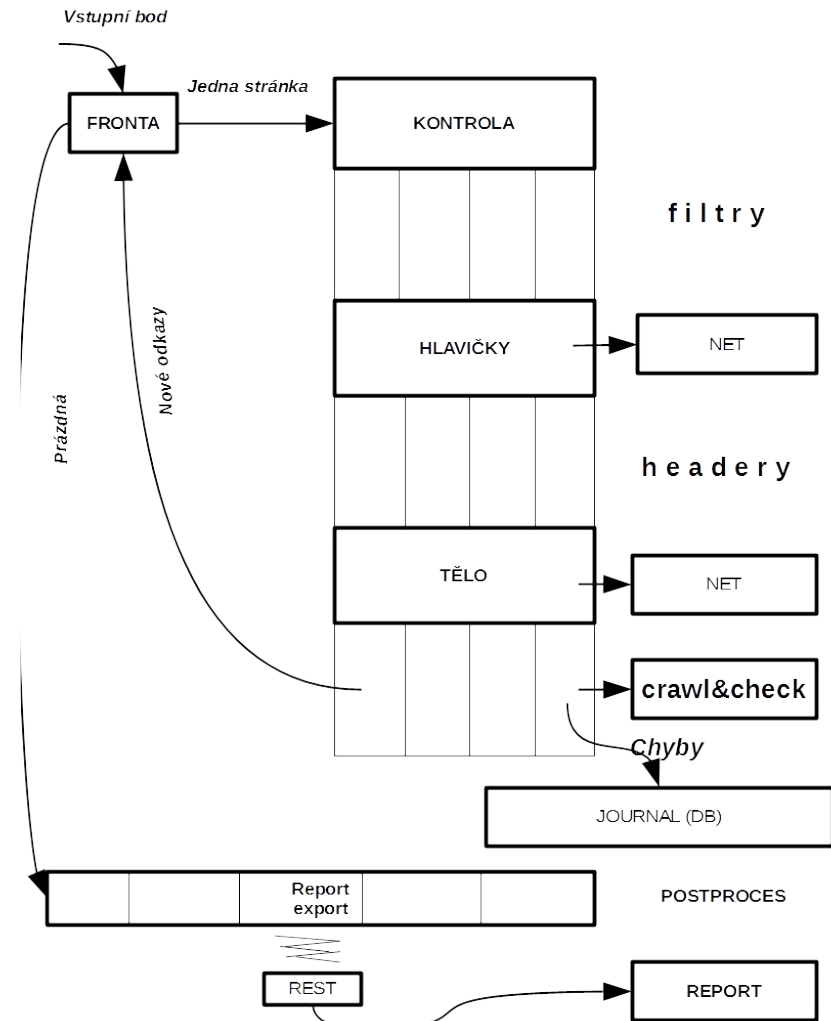 Vstupní bod
Jedna stránka
FRONTA
KONTROLA
filtry
Nové odkazy
HLAVIČKY
NET
Prázdná
headery
TĚLO
NET
crawl&check
Chyby
JOURNAL (DB)
Report
export
POSTPROCES
REST
REPORT